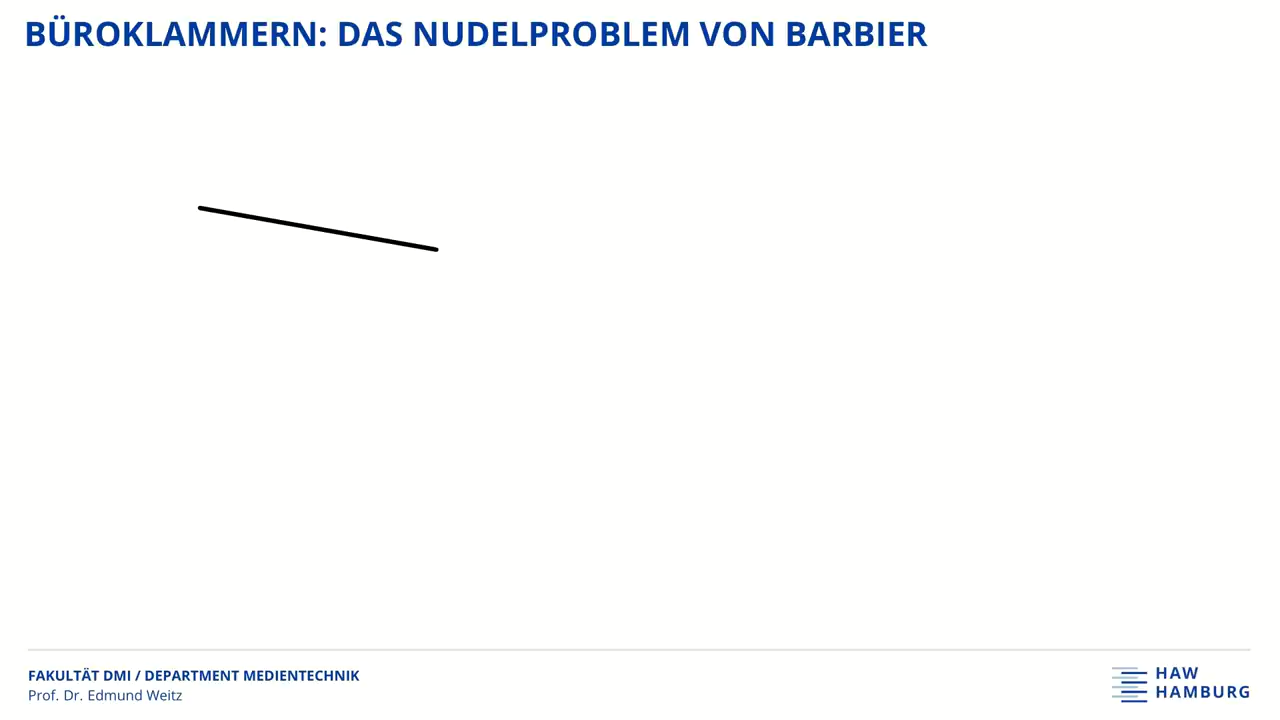 BÜROKLAMMERN: DAS NUDELPROBLEM VON BARBIER
FAKULTÄT DMI / DEPARTMENT MEDIENTECHNIK
Prof. Dr. Edmund Weitz
HAW
HAMBURG